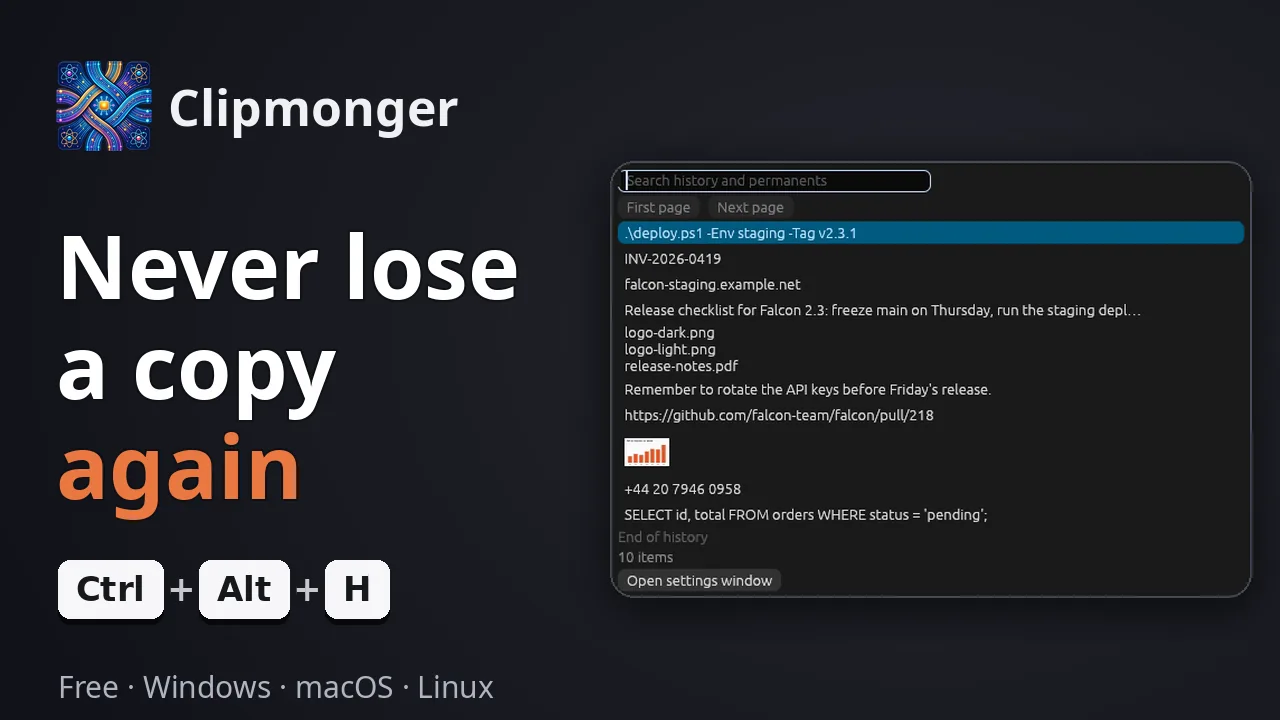 Clipmonger
Never lose
a copy
again
Ctrl + Alt + H
Free · Windows · macOS · Linux
Search history and permanents
First page Next page
.\deploy.ps1 -Env staging -Tag v2.3.1
INV-2026-0419
falcon-staging.example.net
Release checklist for Falcon 2.3: freeze main on Thursday, run the staging depl…
logo-dark.png
logo-light.png
release-notes.pdf
Remember to rotate the API keys before Friday's release.
https://github.com/falcon-team/falcon/pull/218
+44 20 7946 0958
SELECT id, total FROM orders WHERE status = 'pending';
End of history
10 items
Open settings window